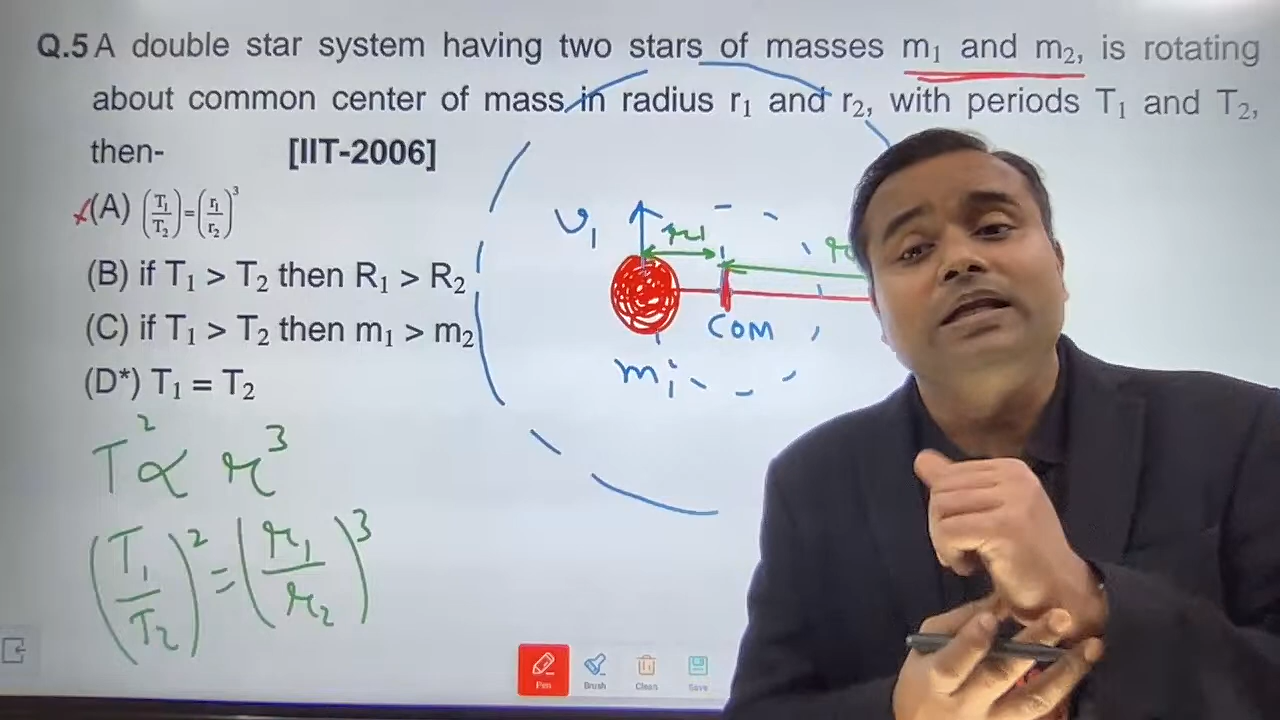 Q.5 A double star system having two stars of masses m₁ and m₂, is rotating
about common center of mass in radius r₁ and r₂, with periods T₁ and T₂,
then- [IIT-2006]
(A) (T₁/T₂)=(r₁/r₂)³
(B) if T₁ > T₂ then R₁ > R₂
(C) if T₁ > T₂ then m₁ > m₂
(D*) T₁ = T₂
T² ∝ r³
(T₁/T₂)² = (r₁/r₂)³
v₁
r₁
COM
m₁
Pen Brush Clean Save